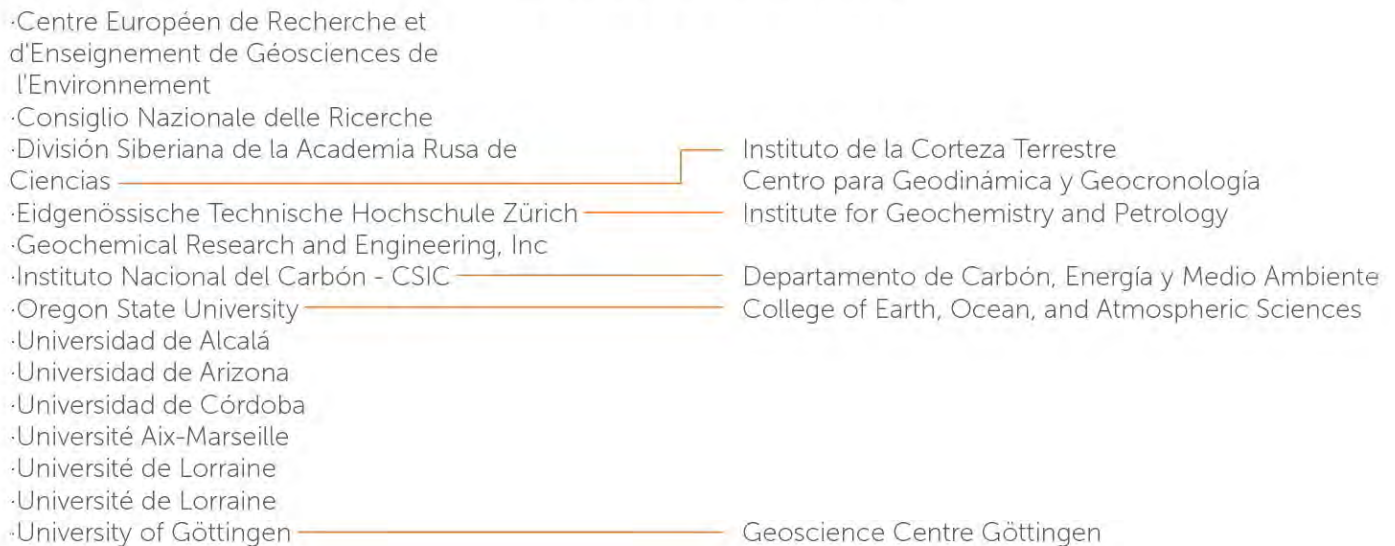 ·Centre Européen de Recherche et
d'Enseignement de Géosciences de
l'Environnement
·Consiglio Nazionale delle Ricerche
·División Siberiana de la Academia Rusa de
Ciencias
Instituto de la Corteza Terrestre
Centro para Geodinámica y Geocronología
·Eidgenössische Technische Hochschule Zürich
Institute for Geochemistry and Petrology
·Geochemical Research and Engineering, Inc
·Instituto Nacional del Carbón - CSIC
Departamento de Carbón, Energía y Medio Ambiente
·Oregon State University
College of Earth, Ocean, and Atmospheric Sciences
·Universidad de Alcalá
·Universidad de Arizona
·Universidad de Córdoba
·Université Aix-Marseille
·Université de Lorraine
·Université de Lorraine
·University of Göttingen
Geoscience Centre Göttingen